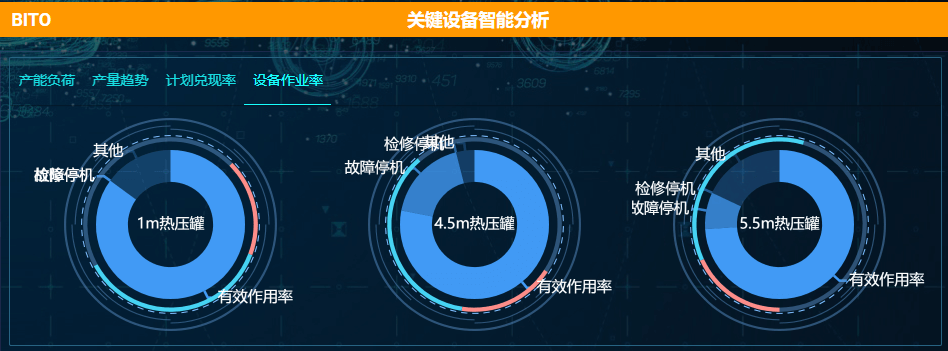 BITO 关键设备智能分析
产能负荷 产量趋势 计划兑现率 设备作业率
其他
故障停机
1m热压罐
有效作用率
其他
检修停机
故障停机
4.5m热压罐
有效作用率
其他
检修停机
故障停机
5.5m热压罐
有效作用率